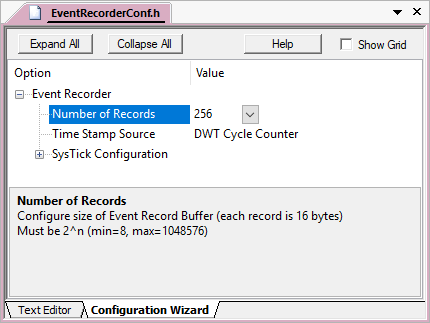 EventRecorderConf.h
Expand All Collapse All Help Show Grid
Option Value
Event Recorder
Number of Records 256
Time Stamp Source DWT Cycle Counter
SysTick Configuration
Number of Records
Configure size of Event Record Buffer (each record is 16 bytes)
Must be 2^n (min=8, max=1048576)
Text Editor Configuration Wizard